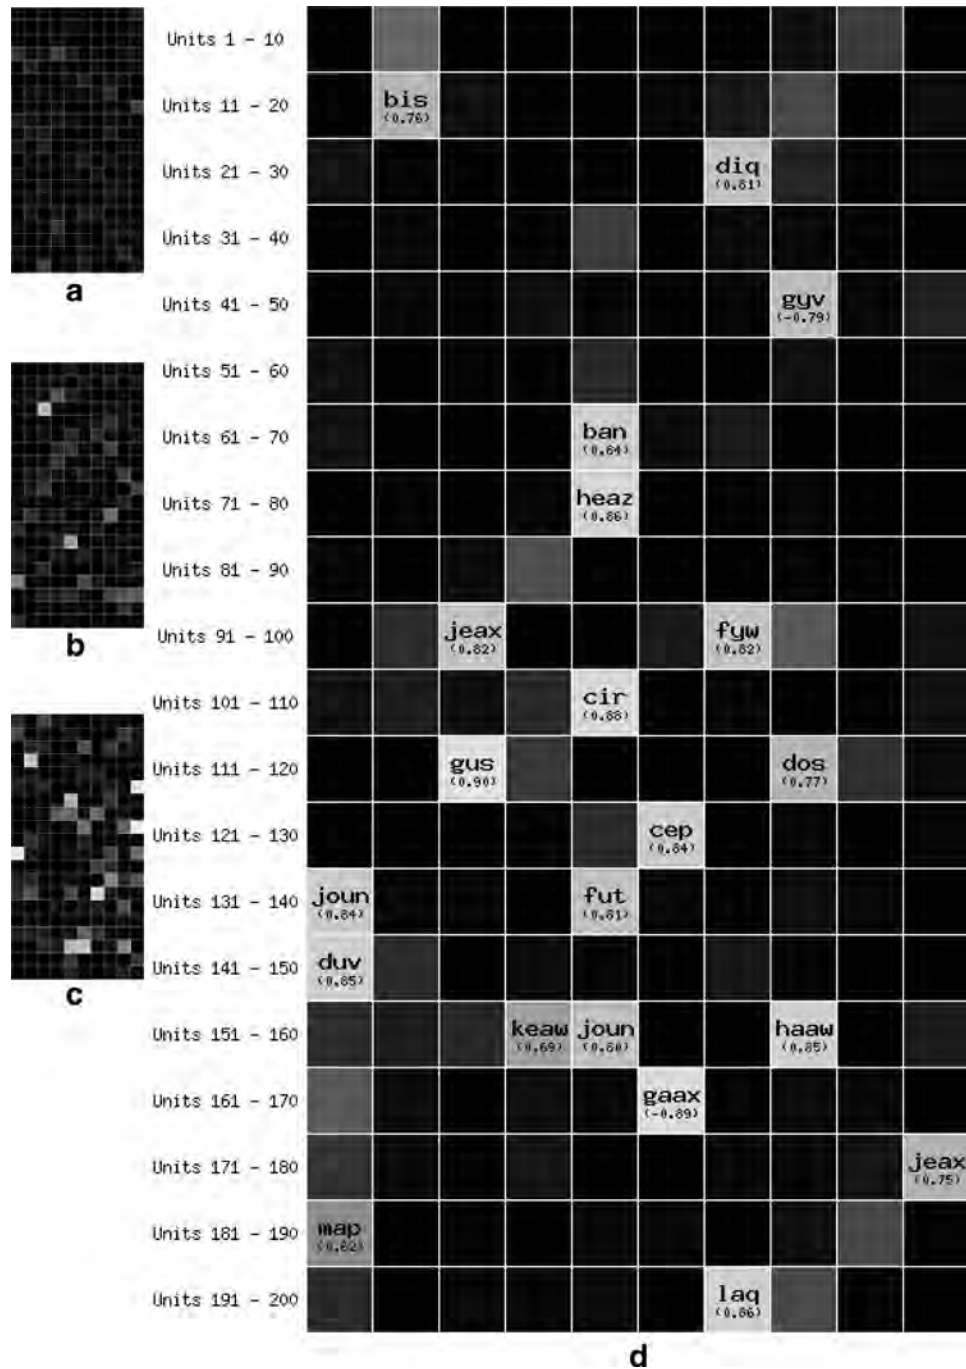 Units 1 - 10
Units 11 - 20
bis
(0.76)
Units 21 - 30
diq
(0.81)
Units 31 - 40
a
Units 41 - 50
gyv
(-0.79)
Units 51 - 60
Units 61 - 70
ban
(0.84)
Units 71 - 80
heaz
(0.86)
Units 81 - 90
b
Units 91 - 100
jeax fyw
(0.82) (0.82)
Units 101 - 110
cir
(0.88)
Units 111 - 120
gus dos
(0.90) (0.77)
Units 121 - 130
cep
(0.84)
Units 131 - 140
joun fut
(0.84) (0.81)
Units 141 - 150
duv
(0.85)
c
Units 151 - 160
keaw joun haaw
(0.69) (0.80) (0.85)
Units 161 - 170
gaax
(-0.89)
Units 171 - 180
jeax
(0.75)
Units 181 - 190
map
(0.62)
Units 191 - 200
laq
(0.86)
d